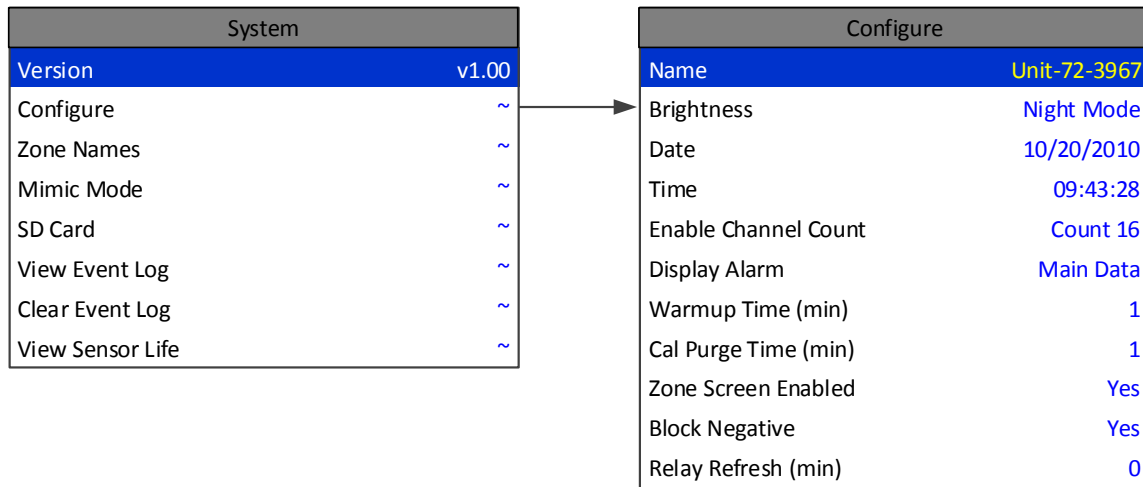 System
Version v1.00
Configure ~
Zone Names ~
Mimic Mode ~
SD Card ~
View Event Log ~
Clear Event Log ~
View Sensor Life ~
Configure
Name Unit-72-3967
Brightness Night Mode
Date 10/20/2010
Time 09:43:28
Enable Channel Count Count 16
Display Alarm Main Data
Warmup Time (min) 1
Cal Purge Time (min) 1
Zone Screen Enabled Yes
Block Negative Yes
Relay Refresh (min) 0